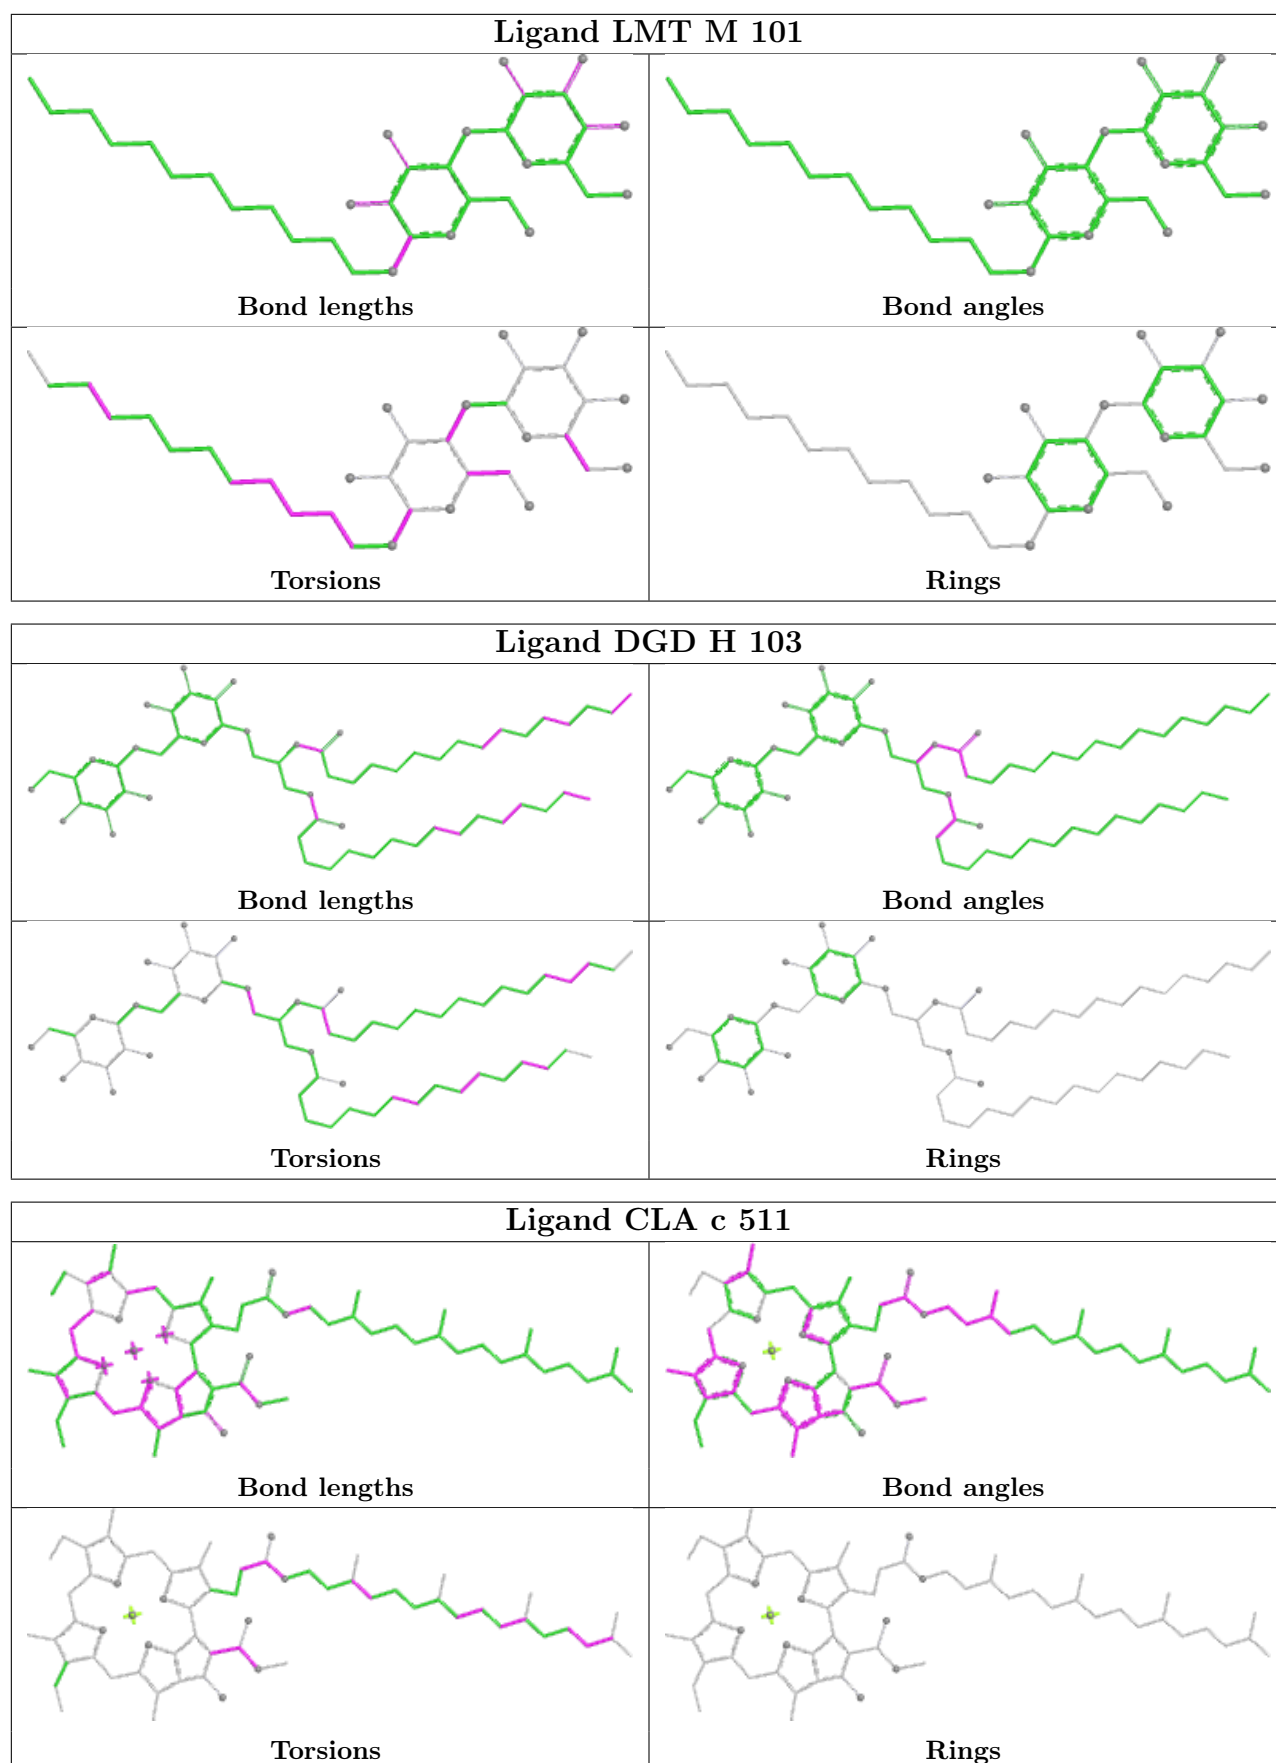 Ligand LMT M 101
Bond lengths
Bond angles
Torsions
Rings
Ligand DGD H 103
Bond lengths
Bond angles
Torsions
Rings
Ligand CLA c 511
Bond lengths
Bond angles
Torsions
Rings